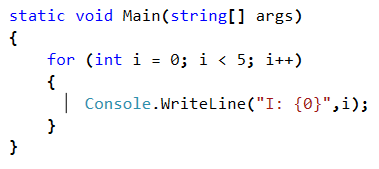 static void Main(string[] args)
{
    for (int i = 0; i < 5; i++)
    {
        Console.WriteLine("I: {0}",i);
    }
}